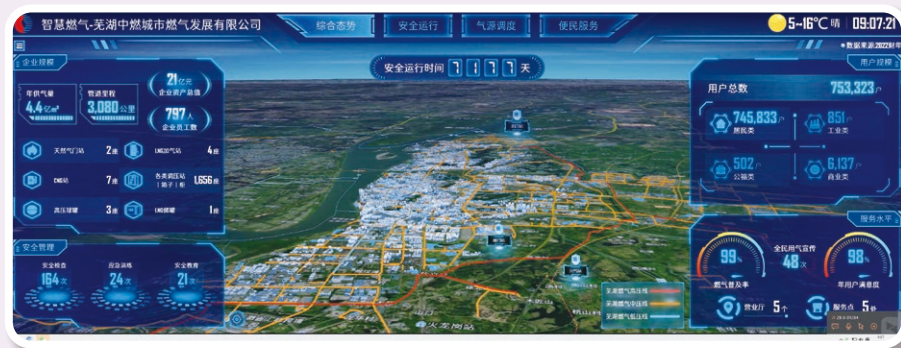 智慧燃气-芜湖中燃城市燃气发展有限公司
综合态势
安全运行
气源调度
便民服务
5~16℃ 晴
09:07:21
数据来源2022财年
企业规模
年供气量
4.4亿m³
管道里程
3,080公里
21亿元
企业资产总值
797人
企业员工数
天然气门站 2座
LNG加气站 4座
CNG站 7座
各类调压站
(箱子|柜) 1,656座
高压球罐 3座
LNG储罐 1座
安全管理
安全检查
164次
应急演练
24次
安全教育
21次
安全运行时间 7177 天
火龙岗站
芜湖燃气高压线
芜湖燃气中压线
芜湖燃气低压线
用户规模
用户总数 753,323户
745,833户
居民类
851户
工业类
502户
公福类
6,137户
商业类
服务水平
99%
燃气普及率
全民用气宣传
48次
98%
年用户满意度
营业厅 5个
服务点 5处